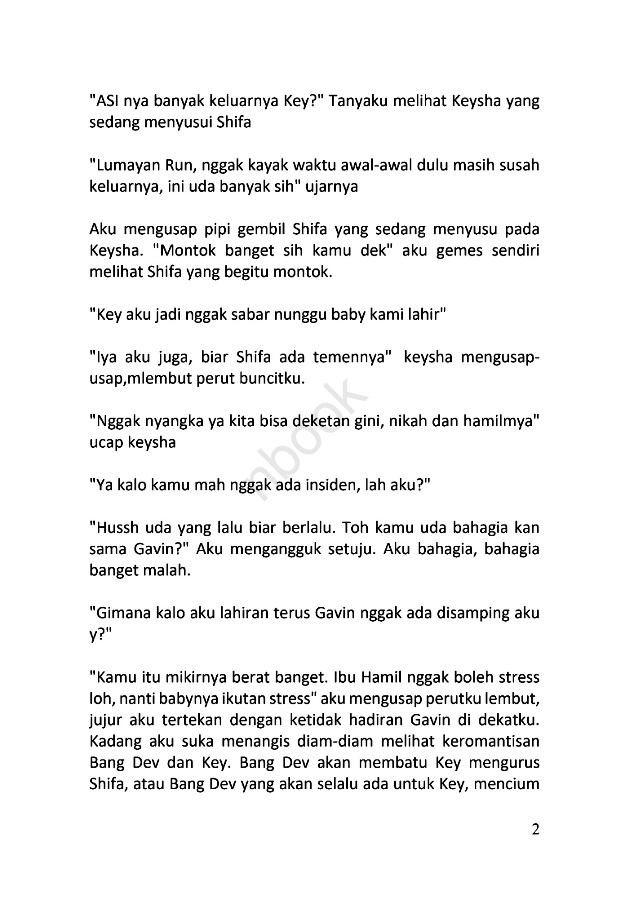 "ASI nya banyak keluarnya Key?" Tanyaku melihat Keysha yang
sedang menyusui Shifa
"Lumayan Run, nggak kayak waktu awal-awal dulu masih susah
keluarnya, ini uda banyak sih" ujarnya
Aku mengusap pipi gembil Shifa yang sedang menyusu pada
Keysha. "Montok banget sih kamu dek" aku gemes sendiri
melihat Shifa yang begitu montok.
"Key aku jadi nggak sabar nunggu baby kami lahir"
"Iya aku juga, biar Shifa ada temennya" keysha mengusap-
usap,mlembut perut buncitku.
"Nggak nyangka ya kita bisa deketan gini, nikah dan hamilmya"
ucap keysha
"Ya kalo kamu mah nggak ada insiden, lah aku?"
"Hussh uda yang lalu biar berlalu. Toh kamu uda bahagia kan
sama Gavin?" Aku mengangguk setuju. Aku bahagia, bahagia
banget malah.
"Gimana kalo aku lahiran terus Gavin nggak ada disamping aku
y?"
"Kamu itu mikirnya berat banget. Ibu Hamil nggak boleh stress
loh, nanti babynya ikutan stress" aku mengusap perutku lembut,
jujur aku tertekan dengan ketidak hadiran Gavin di dekatku.
Kadang aku suka menangis diam-diam melihat keromantisan
Bang Dev dan Key. Bang Dev akan membatu Key mengurus
Shifa, atau Bang Dev yang akan selalu ada untuk Key, mencium
nbook
2